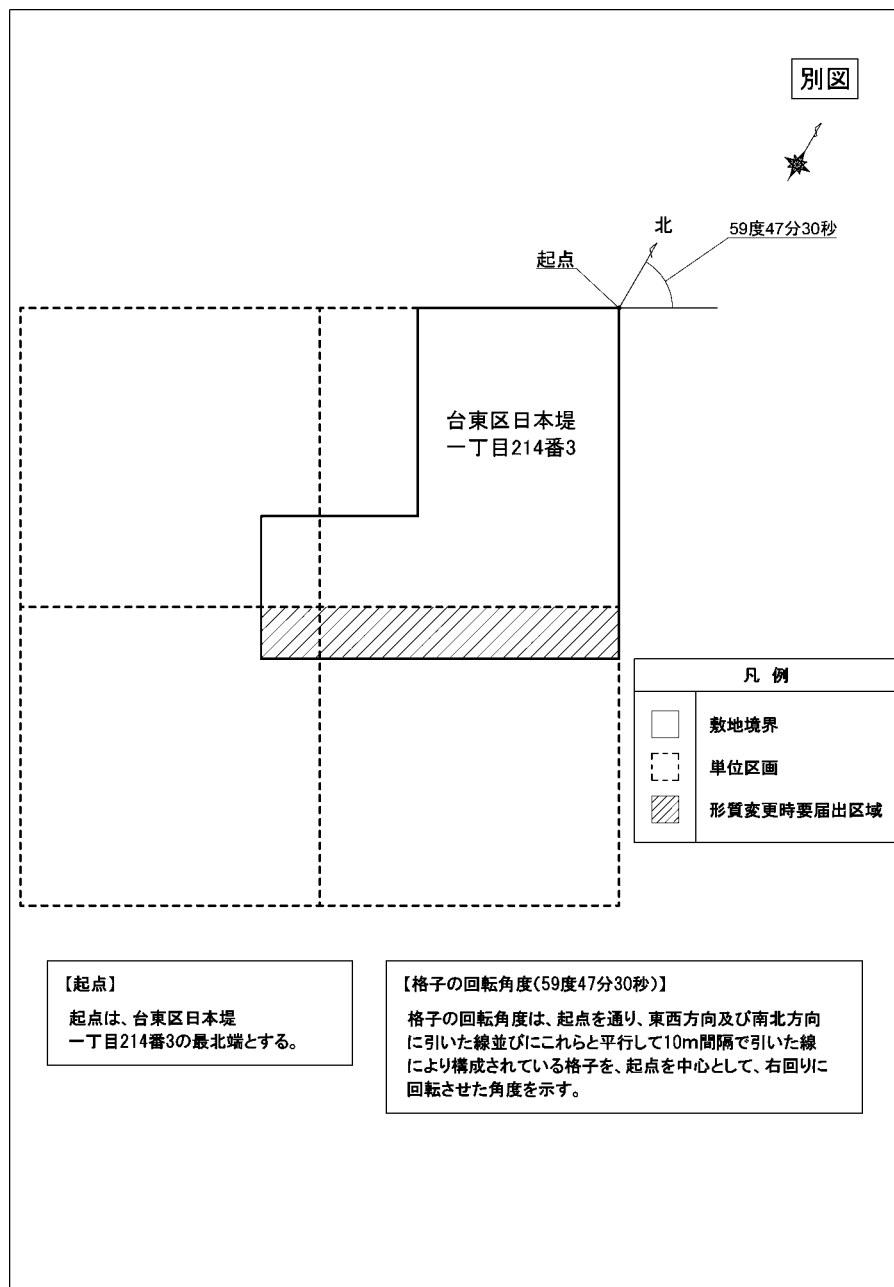 別図
北
59度47分30秒
起点
台東区日本堤
一丁目214番3
凡 例
敷地境界
単位区画
形質変更時要届出区域
【起点】
起点は、台東区日本堤
一丁目214番3の最北端とする。
【格子の回転角度(59度47分30秒)】
格子の回転角度は、起点を通り、東西方向及び南北方向
に引いた線並びにこれらと平行して10m間隔で引いた線
により構成されている格子を、起点を中心として、右回りに
回転させた角度を示す。